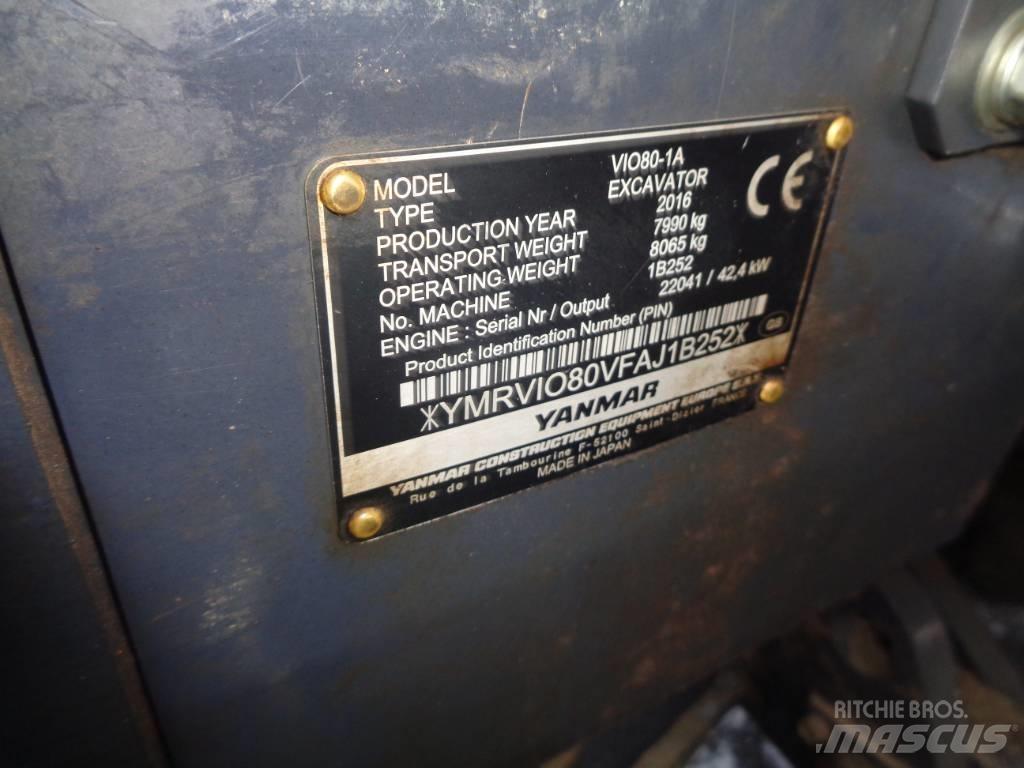 MODEL VIO80-1A
TYPE EXCAVATOR
PRODUCTION YEAR 2016
TRANSPORT WEIGHT 7990 kg
OPERATING WEIGHT 8065 kg
No. MACHINE 1B252
ENGINE : Serial Nr / Output 22041 / 42,4 kW
Product Identification Number (PIN)
CE
GB
YMRVIO80VFAJ1B252
YANMAR
YANMAR CONSTRUCTION EQUIPMENT EUROPE
Rue de la Tambourine F-52100 Saint-Dizier FRANCE
MADE IN JAPAN
RITCHIE BROS.
MASCUS